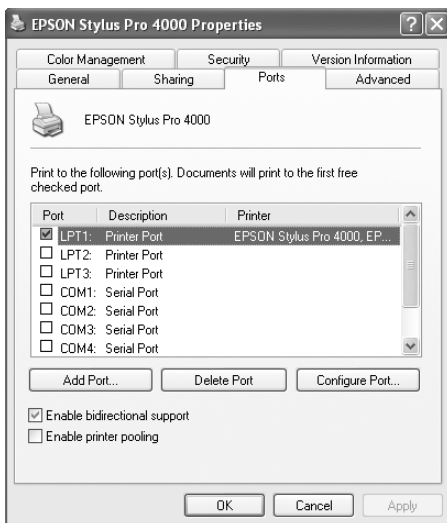 EPSON Stylus Pro 4000 Properties
Color Management Security Version Information
General Sharing Ports Advanced
EPSON Stylus Pro 4000
Print to the following port(s). Documents will print to the first free
checked port.
Port Description Printer
LPT1: Printer Port EPSON Stylus Pro 4000, EP...
LPT2: Printer Port
LPT3: Printer Port
COM1: Serial Port
COM2: Serial Port
COM3: Serial Port
COM4: Serial Port
Add Port... Delete Port Configure Port...
Enable bidirectional support
Enable printer pooling
OK Cancel Apply